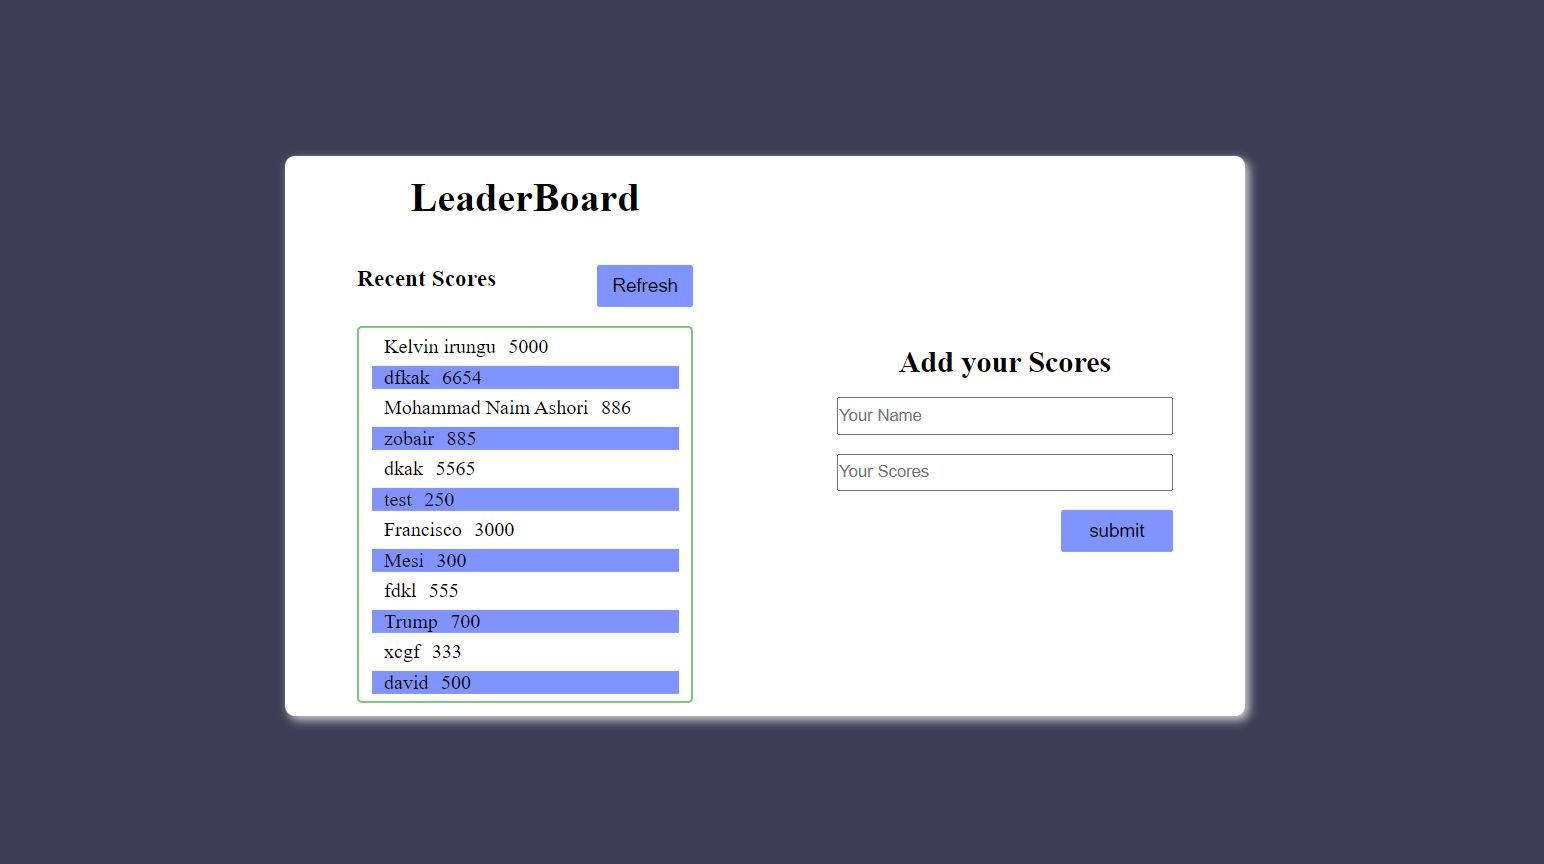 LeaderBoard
Recent Scores
Refresh
Kelvin irungu 5000
dfkak 6654
Mohammad Naim Ashori 886
zobair 885
dkak 5565
test 250
Francisco 3000
Mesi 300
fdkl 555
Trump 700
xcgf 333
david 500
Add your Scores
Your Name
Your Scores
submit